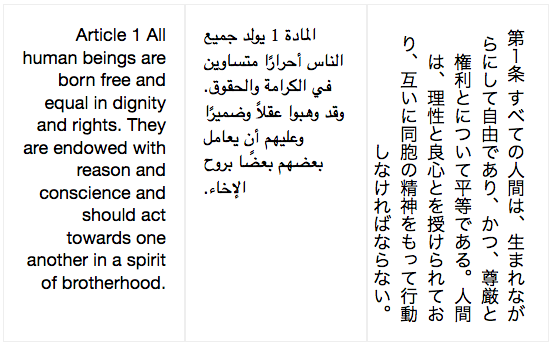 Article 1 All
human beings are
born free and
equal in dignity
and rights. They
are endowed with
reason and
conscience and
should act
towards one
another in a spirit
of brotherhood.
المادة 1 يولد جميع
الناس أحرارًا متساوين
في الكرامة والحقوق.
وقد وهبوا عقلاً وضميرًا
وعليهم أن يعامل
بعضهم بعضًا بروح
الإخاء.
第1条 すべての人間は、生まれなが
らにして自由であり、かつ、尊厳と
権利とについて平等である。人間
は、理性と良心とを授けられてお
り、互いに同胞の精神をもって行動
しなければならない。